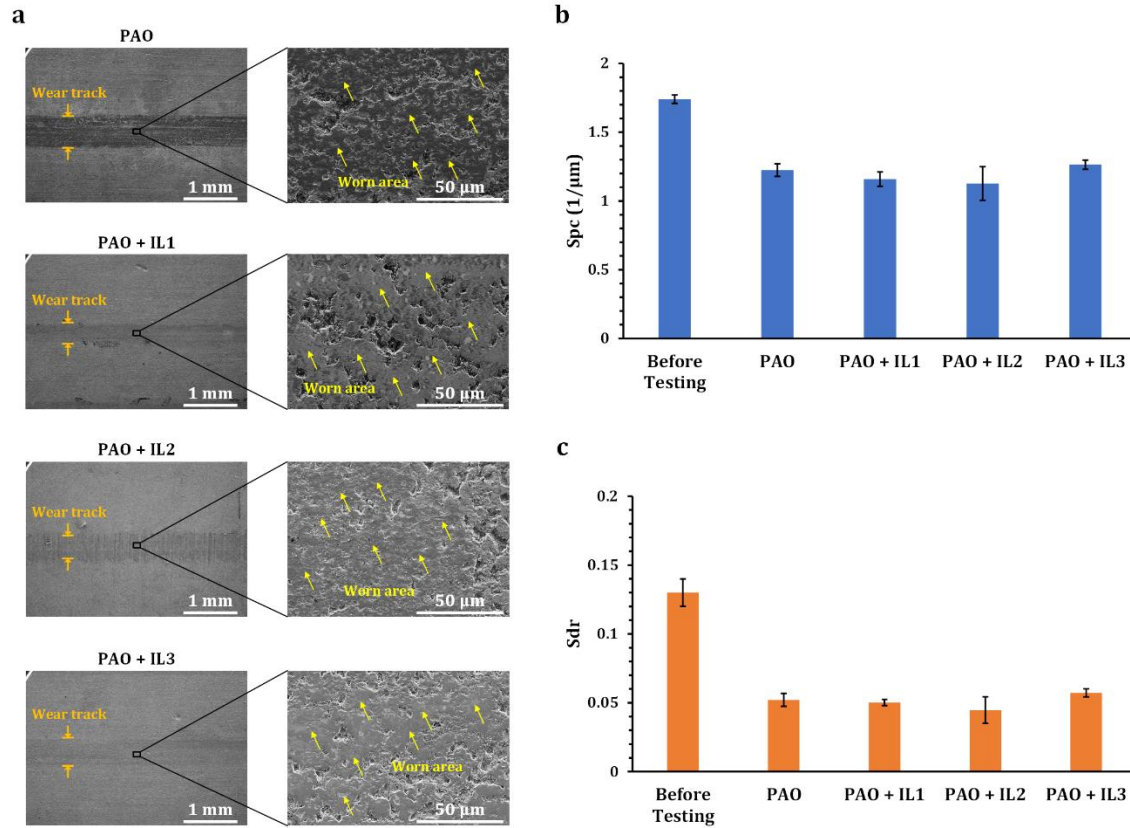 a
PAO
Wear track
1 mm
Worn area
50 μm
PAO + IL1
Wear track
1 mm
Worn area
50 μm
PAO + IL2
Wear track
1 mm
Worn area
50 μm
PAO + IL3
Wear track
1 mm
Worn area
50 μm
b
Spc (1/μm)
2
1.5
1
0.5
0
Before Testing
PAO
PAO + IL1
PAO + IL2
PAO + IL3
c
Sdr
0.2
0.15
0.1
0.05
0
Before Testing
PAO
PAO + IL1
PAO + IL2
PAO + IL3